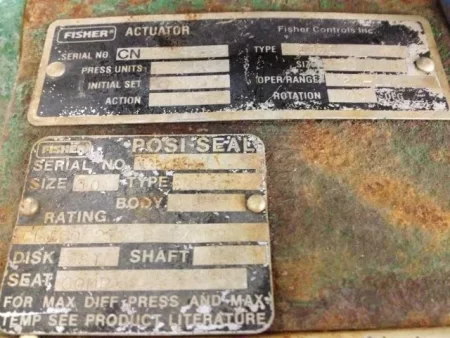 FISHER ACTUATOR Fisher Controls Inc
SERIAL NO CN TYPE
PRESS UNITS SIZE
INITIAL SET OPER RANGE
ACTION ROTATION DEG
FISHER POSI-SEAL
SERIAL NO
SIZE TYPE
BODY
RATING
DISK SHAFT
SEAT
FOR MAX DIFF PRESS AND MAX
TEMP SEE PRODUCT LITERATURE